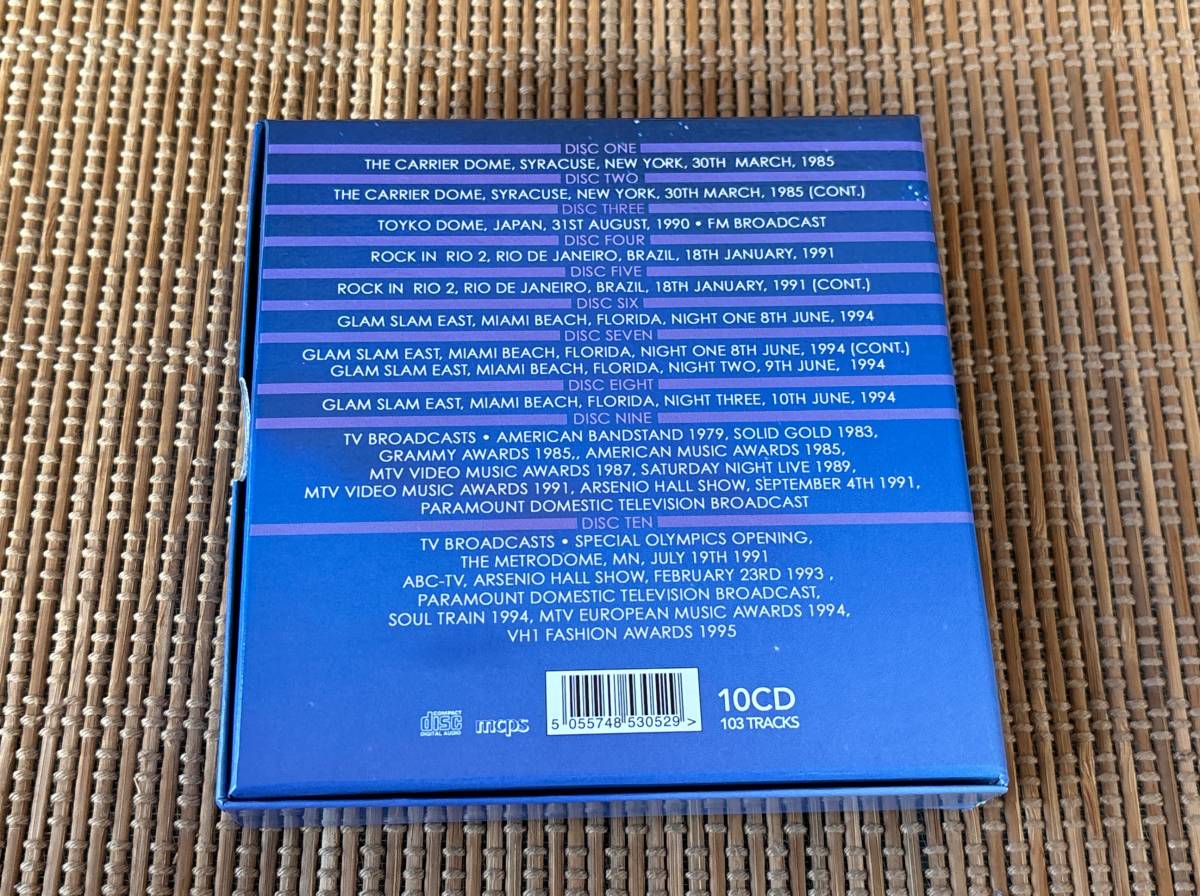 DISC ONE
THE CARRIER DOME, SYRACUSE, NEW YORK, 30TH MARCH, 1985
DISC TWO
THE CARRIER DOME, SYRACUSE, NEW YORK, 30TH MARCH, 1985 (CONT.)
DISC THREE
TOYKO DOME, JAPAN, 31ST AUGUST, 1990 • FM BROADCAST
DISC FOUR
ROCK IN RIO 2, RIO DE JANEIRO, BRAZIL, 18TH JANUARY, 1991
DISC FIVE
ROCK IN RIO 2, RIO DE JANEIRO, BRAZIL, 18TH JANUARY, 1991 (CONT.)
DISC SIX
GLAM SLAM EAST, MIAMI BEACH, FLORIDA, NIGHT ONE 8TH JUNE, 1994
DISC SEVEN
GLAM SLAM EAST, MIAMI BEACH, FLORIDA, NIGHT ONE 8TH JUNE, 1994 (CONT.)
GLAM SLAM EAST, MIAMI BEACH, FLORIDA, NIGHT TWO, 9TH JUNE, 1994
DISC EIGHT
GLAM SLAM EAST, MIAMI BEACH, FLORIDA, NIGHT THREE, 10TH JUNE, 1994
DISC NINE
TV BROADCASTS • AMERICAN BANDSTAND 1979, SOLID GOLD 1983,
GRAMMY AWARDS 1985,, AMERICAN MUSIC AWARDS 1985,
MTV VIDEO MUSIC AWARDS 1987, SATURDAY NIGHT LIVE 1989,
MTV VIDEO MUSIC AWARDS 1991, ARSENIO HALL SHOW, SEPTEMBER 4TH 1991,
PARAMOUNT DOMESTIC TELEVISION BROADCAST
DISC TEN
TV BROADCASTS • SPECIAL OLYMPICS OPENING,
THE METRODOME, MN, JULY 19TH 1991
ABC-TV, ARSENIO HALL SHOW, FEBRUARY 23RD 1993 ,
PARAMOUNT DOMESTIC TELEVISION BROADCAST,
SOUL TRAIN 1994, MTV EUROPEAN MUSIC AWARDS 1994,
VH1 FASHION AWARDS 1995
COMPACT
disc
DIGITAL AUDIO
mcps
5 055748 530529 >
10CD
103 TRACKS